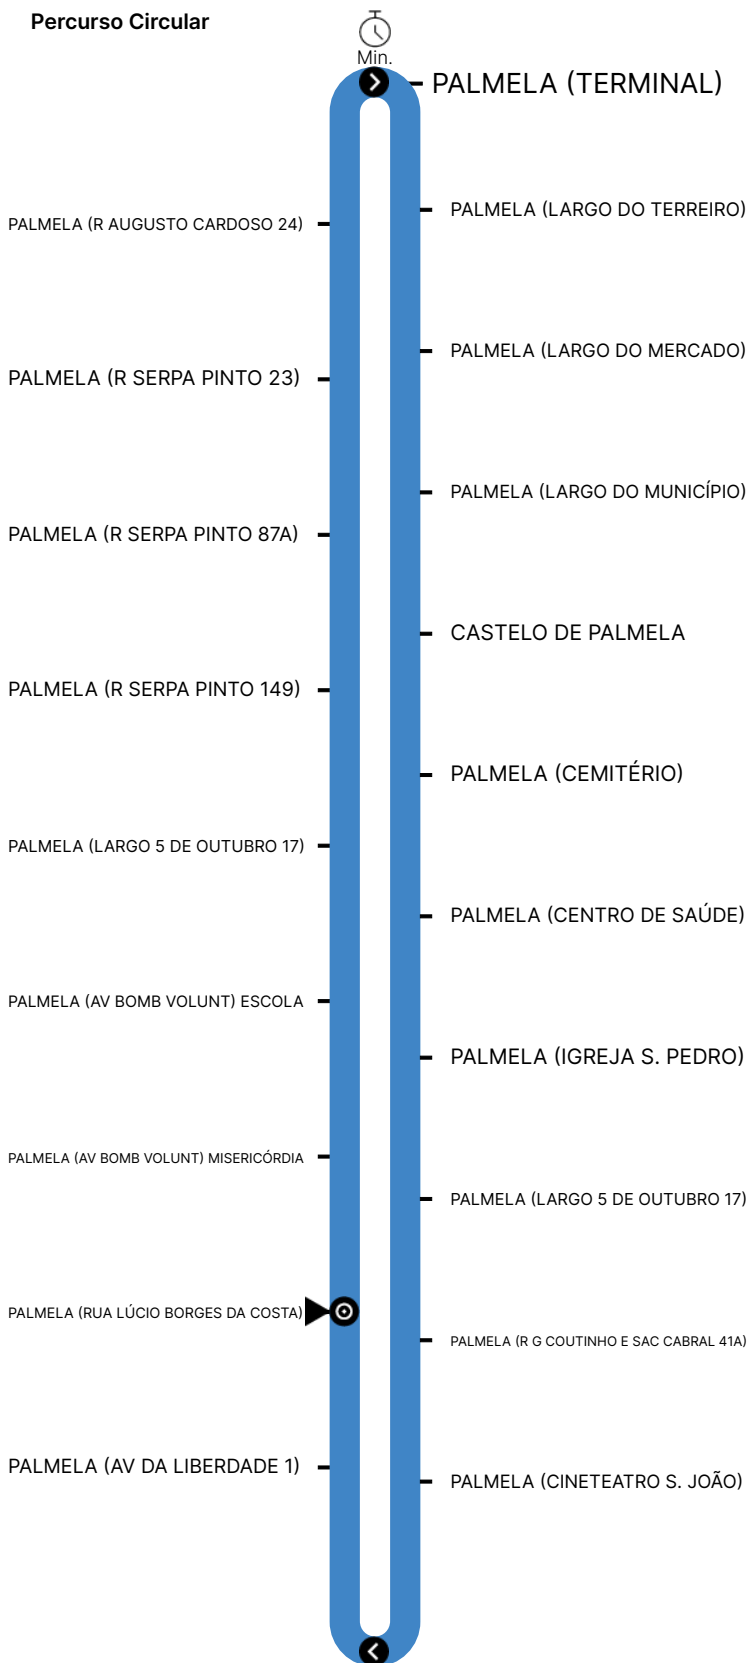 Percurso Circular
Min.
PALMELA (TERMINAL)
PALMELA (LARGO DO TERREIRO)
PALMELA (LARGO DO MERCADO)
PALMELA (LARGO DO MUNICÍPIO)
CASTELO DE PALMELA
PALMELA (CEMITÉRIO)
PALMELA (CENTRO DE SAÚDE)
PALMELA (IGREJA S. PEDRO)
PALMELA (LARGO 5 DE OUTUBRO 17)
PALMELA (R G COUTINHO E SAC CABRAL 41A)
PALMELA (CINETEATRO S. JOÃO)
PALMELA (R AUGUSTO CARDOSO 24)
PALMELA (R SERPA PINTO 23)
PALMELA (R SERPA PINTO 87A)
PALMELA (R SERPA PINTO 149)
PALMELA (LARGO 5 DE OUTUBRO 17)
PALMELA (AV BOMB VOLUNT) ESCOLA
PALMELA (AV BOMB VOLUNT) MISERICÓRDIA
PALMELA (RUA LÚCIO BORGES DA COSTA)
PALMELA (AV DA LIBERDADE 1)